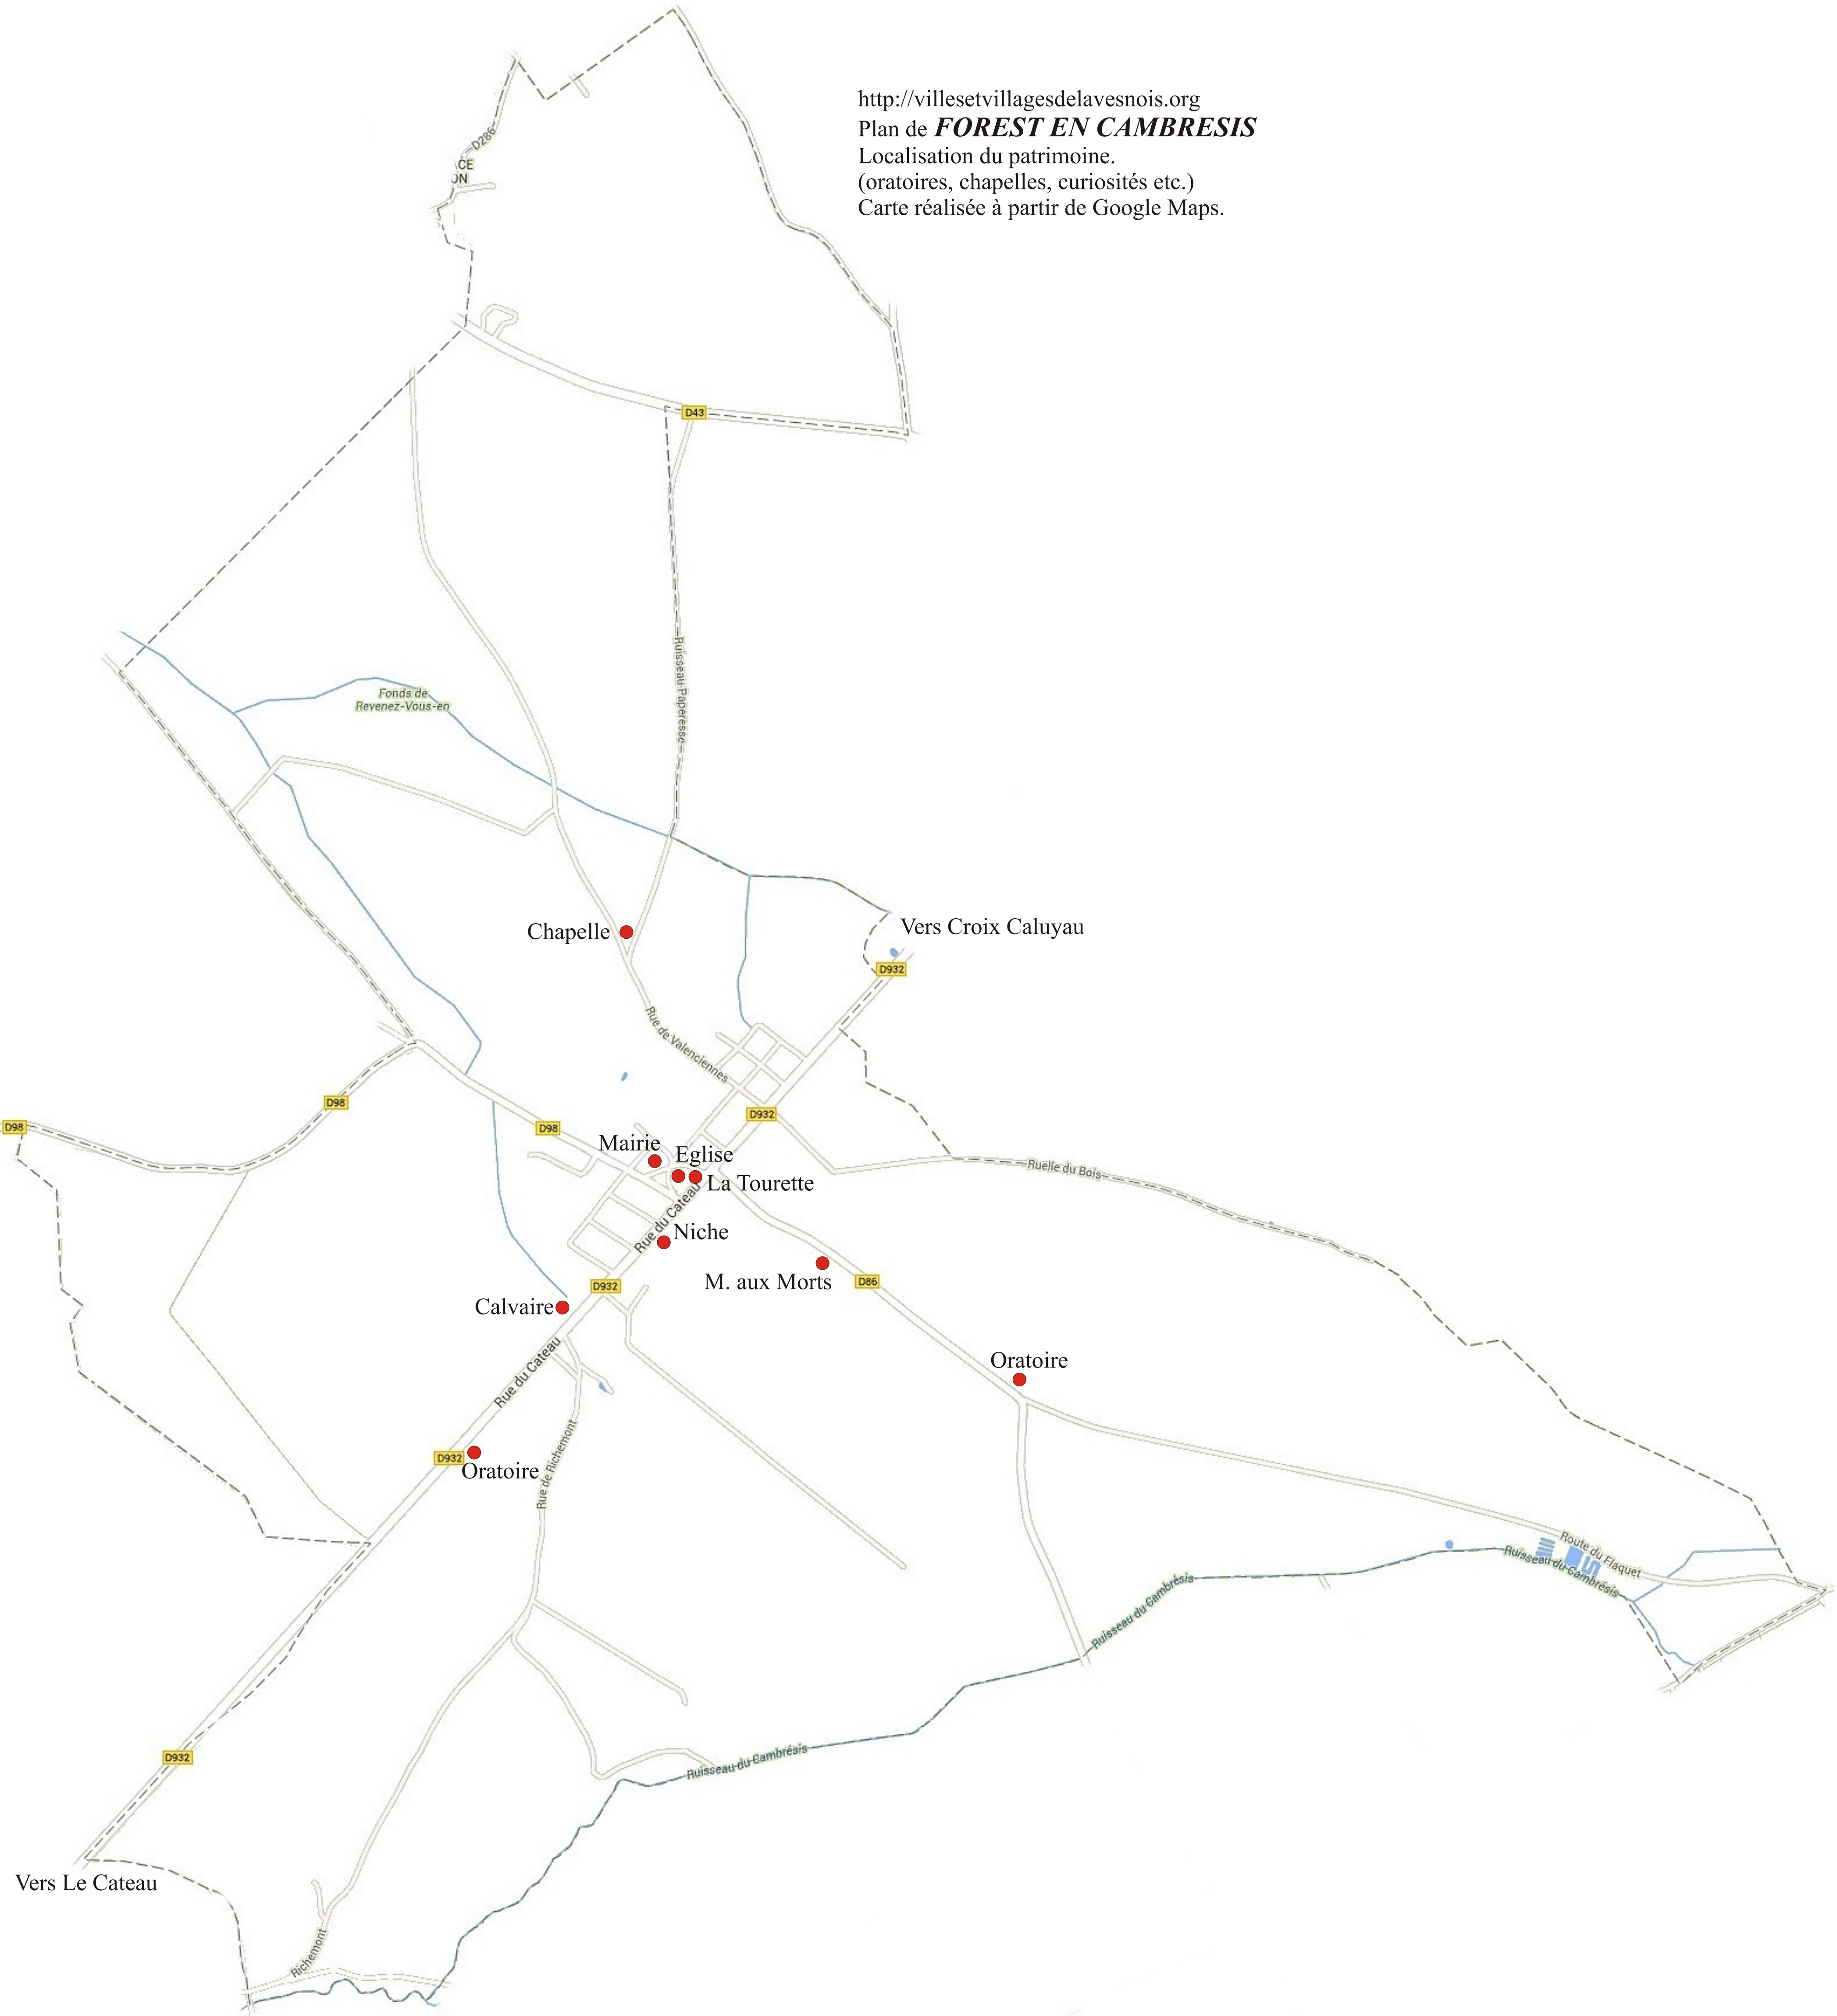 http://villesetvillagesdelavesnois.org
Plan de FOREST EN CAMBRESIS
Localisation du patrimoine.
(oratoires, chapelles, curiosités etc.)
Carte réalisée à partir de Google Maps.
D286
CE
ON
D43
Ruisseau Paperesse
Fonds de
Revenez-Vous-en
Chapelle
Vers Croix Caluyau
D932
Rue de Valenciennes
D98
D932
D98
D98
Mairie
Eglise
La Tourette
Ruelle du Bois
Rue du Cateau
Niche
M. aux Morts
D86
D932
Calvaire
Rue du Cateau
Oratoire
D932
Oratoire
Rue de Richemont
Route du Flaquet
Ruisseau du Cambrésis
Ruisseau du Cambrésis
Ruisseau du Cambrésis
D932
Vers Le Cateau
Richemont